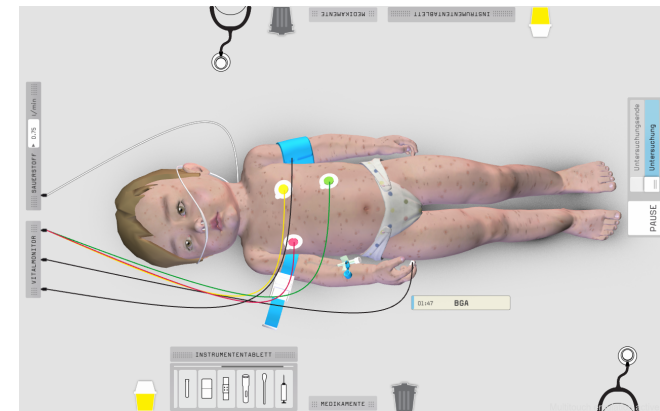 MEDIKAMENTE
INSTRUMENTENTABLETT
SAUERSTOFF ▸ 0.75 l/min
VITALMONITOR
Untersuchungsende
Untersuchung
PAUSE
01:47 BGA
INSTRUMENTENTABLETT
MEDIKAMENTE